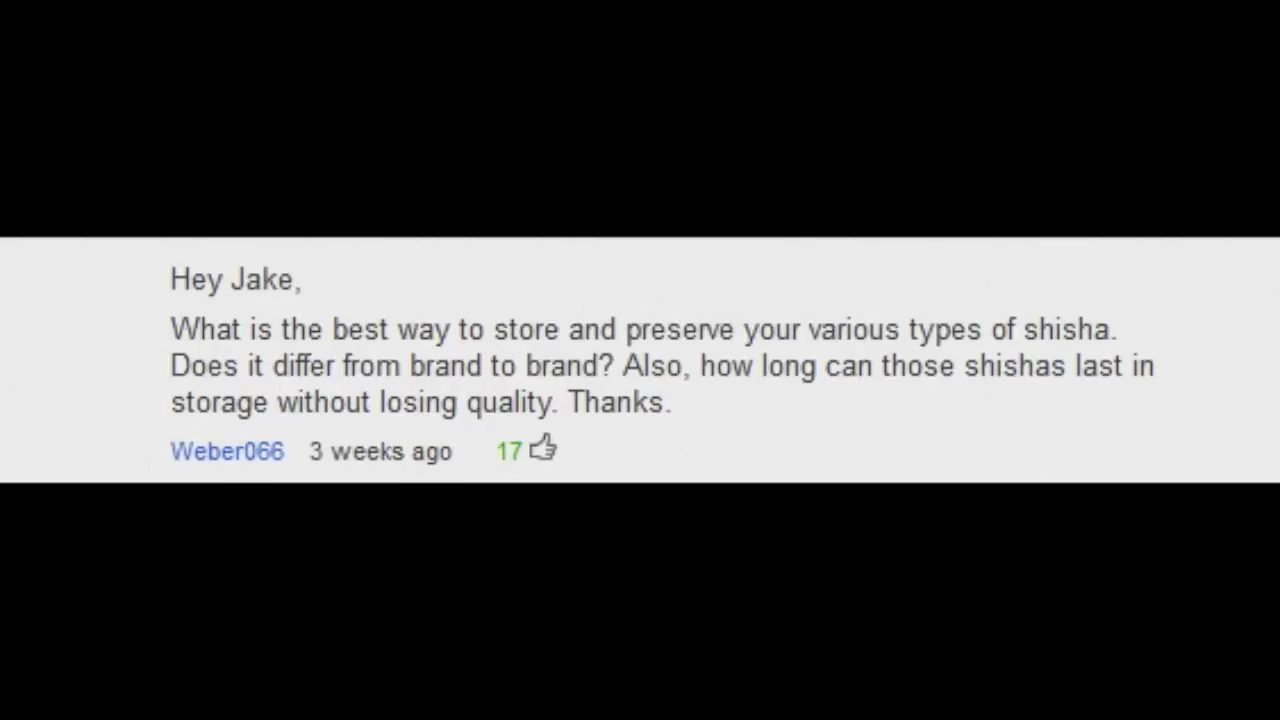 Hey Jake,
What is the best way to store and preserve your various types of shisha.
Does it differ from brand to brand? Also, how long can those shishas last in
storage without losing quality. Thanks.
Weber066 3 weeks ago 17